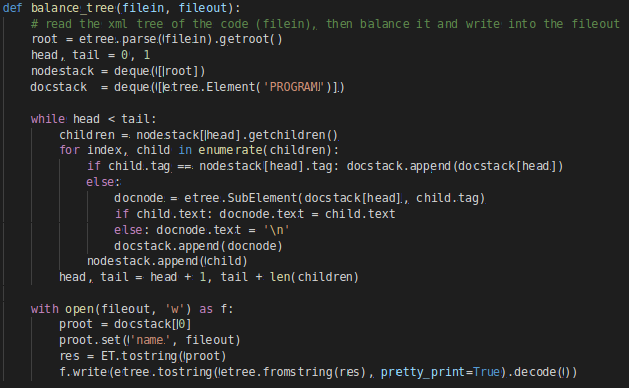 def balance_tree(filein, fileout):
    # read the xml tree of the code (filein), then balance it and write into the fileout
    root = etree.parse(filein).getroot()
    head, tail = 0, 1
    nodestack = deque([root])
    docstack  = deque([etree.Element('PROGRAM')])

    while head < tail:
        children = nodestack[head].getchildren()
        for index, child in enumerate(children):
            if child.tag == nodestack[head].tag: docstack.append(docstack[head])
            else:
                docnode = etree.SubElement(docstack[head], child.tag)
                if child.text: docnode.text = child.text
                else: docnode.text = '\n'
                docstack.append(docnode)
            nodestack.append(child)
        head, tail = head + 1, tail + len(children)

    with open(fileout, 'w') as f:
        proot = docstack[0]
        proot.set('name', fileout)
        res = ET.tostring(proot)
        f.write(etree.tostring(etree.fromstring(res), pretty_print=True).decode())